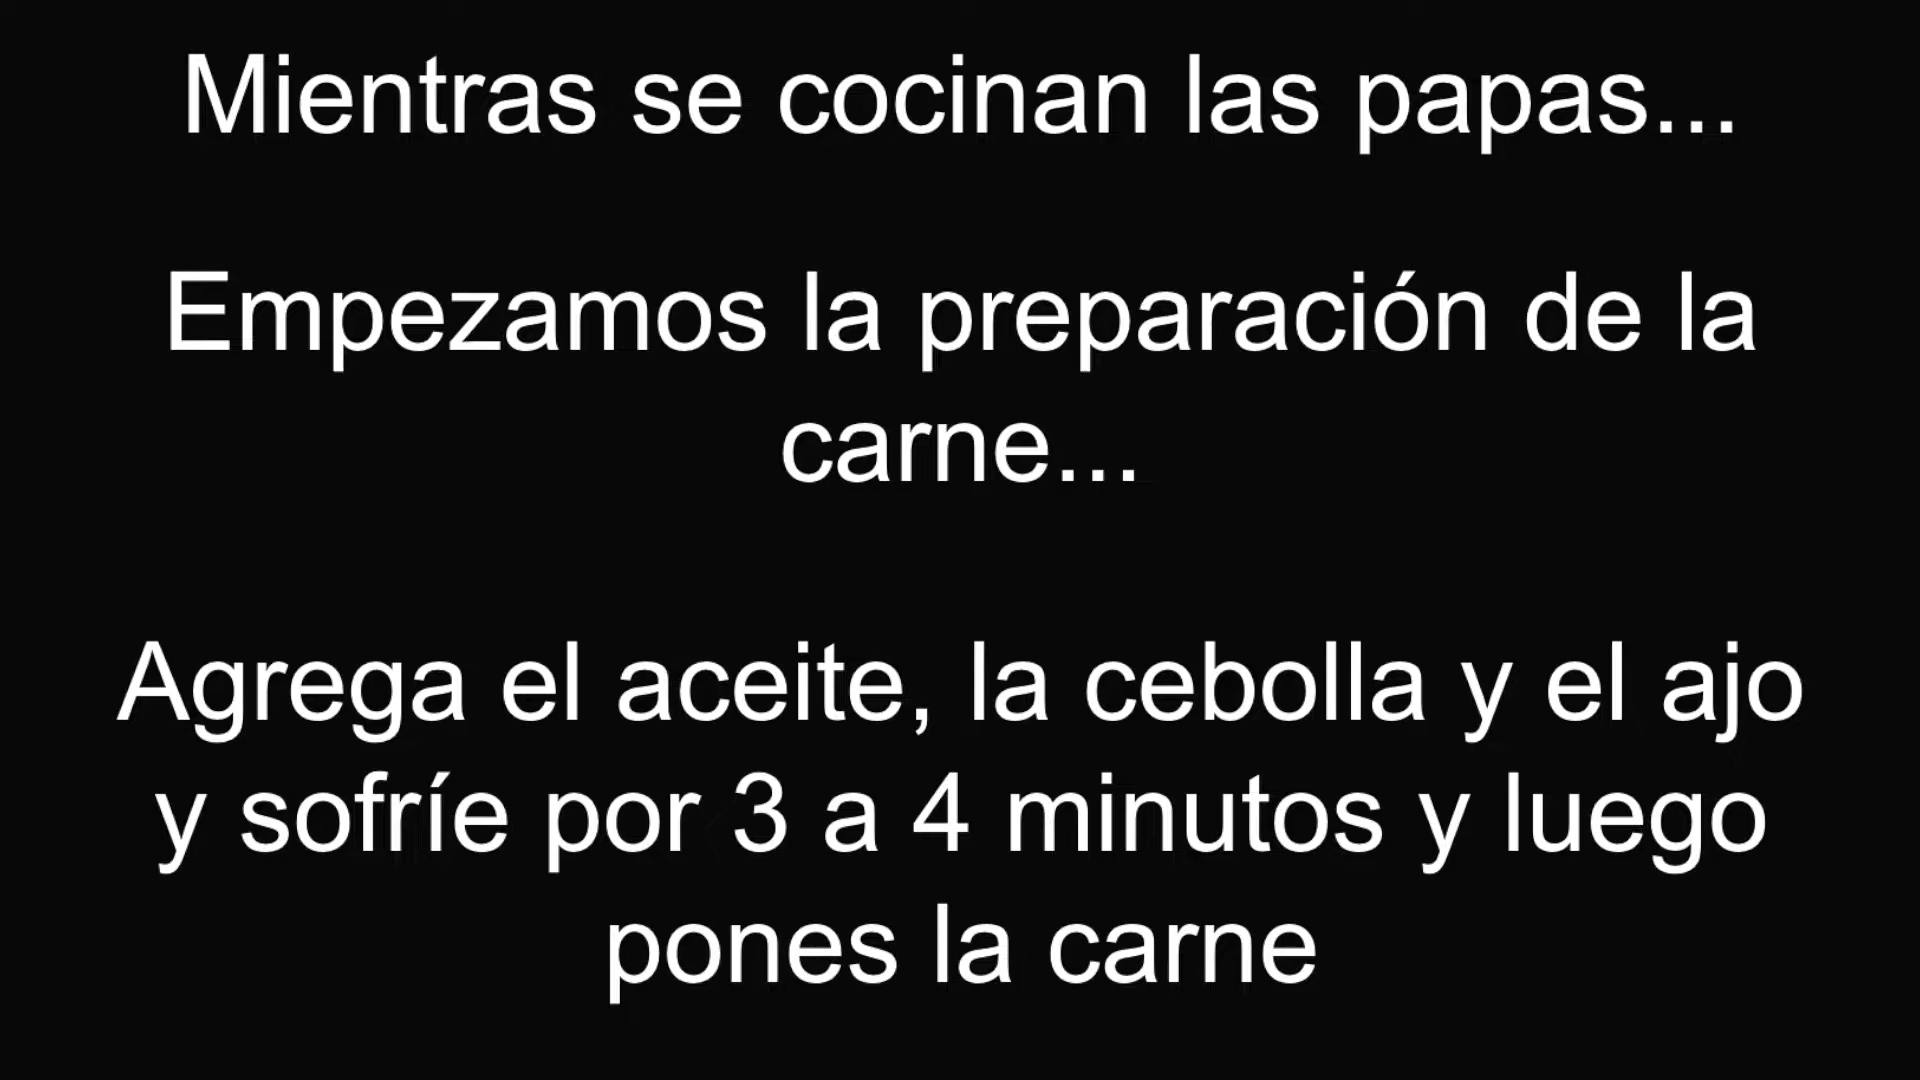 Mientras se cocinan las papas...
Empezamos la preparación de la
carne...
Agrega el aceite, la cebolla y el ajo
y sofríe por 3 a 4 minutos y luego
pones la carne